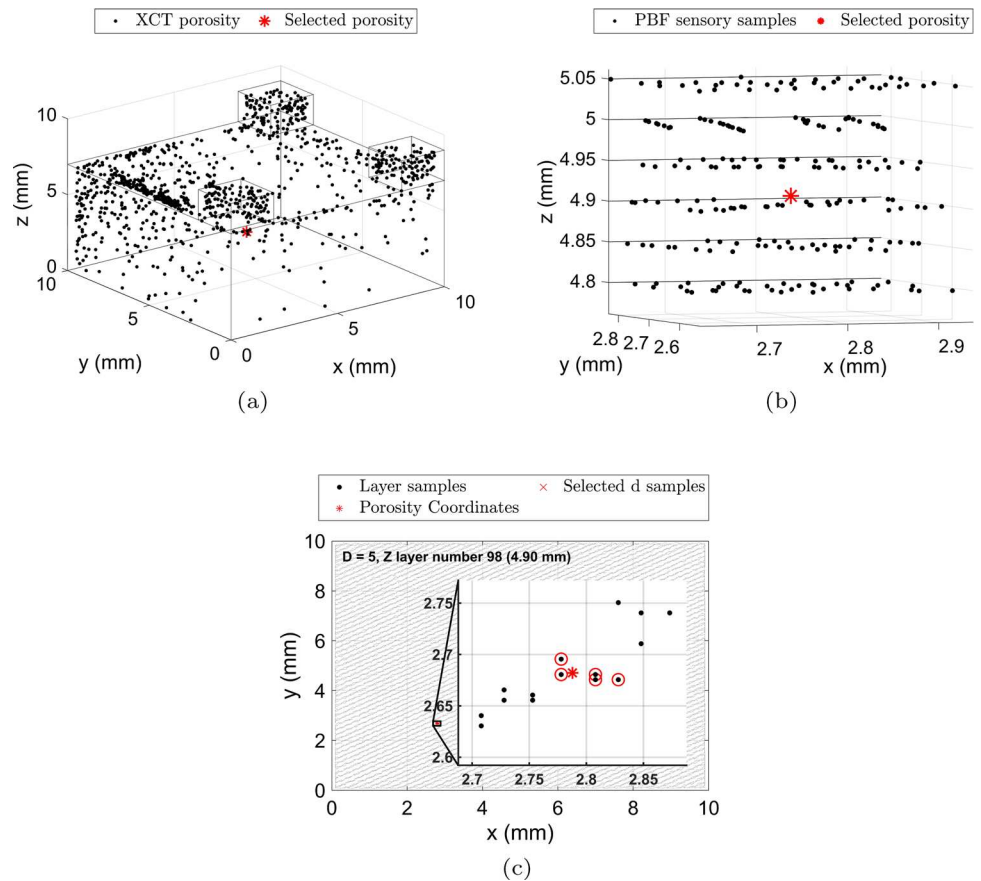 XCT porosity Selected porosity
PBF sensory samples Selected porosity
10
5
0
z (mm)
10
5
0
y (mm)
0
5
10
x (mm)
(a)
5.05
5
4.95
4.9
4.85
4.8
z (mm)
2.8 2.7 2.6
y (mm)
2.7
2.8
2.9
x (mm)
(b)
Layer samples Selected d samples
Porosity Coordinates
10
8
6
4
2
0
y (mm)
D = 5, Z layer number 98 (4.90 mm)
2.75
2.7
2.65
2.6
2.7 2.75 2.8 2.85
0 2 4 6 8 10
x (mm)
(c)